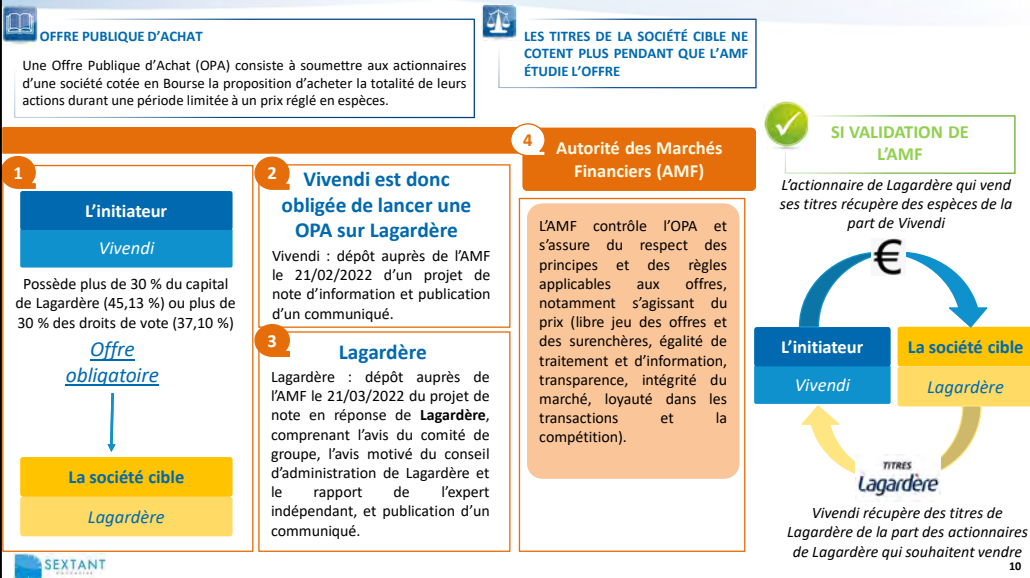 OFFRE PUBLIQUE D'ACHAT
Une Offre Publique d'Achat (OPA) consiste à soumettre aux actionnaires
d'une société cotée en Bourse la proposition d'acheter la totalité de leurs
actions durant une période limitée à un prix réglé en espèces.
LES TITRES DE LA SOCIÉTÉ CIBLE NE
COTENT PLUS PENDANT QUE L'AMF
ÉTUDIE L'OFFRE
1
L'initiateur
Vivendi
Possède plus de 30 % du capital
de Lagardère (45,13 %) ou plus de
30 % des droits de vote (37,10 %)
Offre
obligatoire
La société cible
Lagardère
2
Vivendi est donc
obligée de lancer une
OPA sur Lagardère
Vivendi : dépôt auprès de l'AMF
le 21/02/2022 d'un projet de
note d'information et publication
d'un communiqué.
3
Lagardère
Lagardère : dépôt auprès de
l'AMF le 21/03/2022 du projet de
note en réponse de Lagardère,
comprenant l'avis du comité de
groupe, l'avis motivé du conseil
d'administration de Lagardère et
le rapport de l'expert
indépendant, et publication d'un
communiqué.
4
Autorité des Marchés
Financiers (AMF)
L'AMF contrôle l'OPA et
s'assure du respect des
principes et des règles
applicables aux offres,
notamment s'agissant du
prix (libre jeu des offres et
des surenchères, égalité de
traitement et d'information,
transparence, intégrité du
marché, loyauté dans les
transactions et la
compétition).
SI VALIDATION DE
L'AMF
L'actionnaire de Lagardère qui vend
ses titres récupère des espèces de la
part de Vivendi
€
L'initiateur
Vivendi
La société cible
Lagardère
TITRES
Lagardère
Vivendi récupère des titres de
Lagardère de la part des actionnaires
de Lagardère qui souhaitent vendre
SEXTANT
10